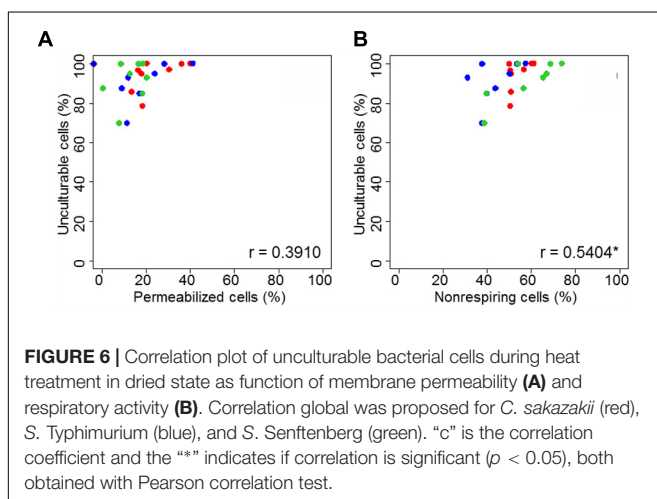 A
B
Unculturable cells (%)
0 20 40 60 80 100
r = 0.3910
0 20 40 60 80 100
Permeabilized cells (%)
Unculturable cells (%)
0 20 40 60 80 100
r = 0.5404*
0 20 40 60 80 100
Nonrespiring cells (%)
FIGURE 6 | Correlation plot of unculturable bacterial cells during heat
treatment in dried state as function of membrane permeability (A) and
respiratory activity (B). Correlation global was proposed for C. sakazakii (red),
S. Typhimurium (blue), and S. Senftenberg (green). “c” is the correlation
coefficient and the “*” indicates if correlation is significant (p < 0.05), both
obtained with Pearson correlation test.